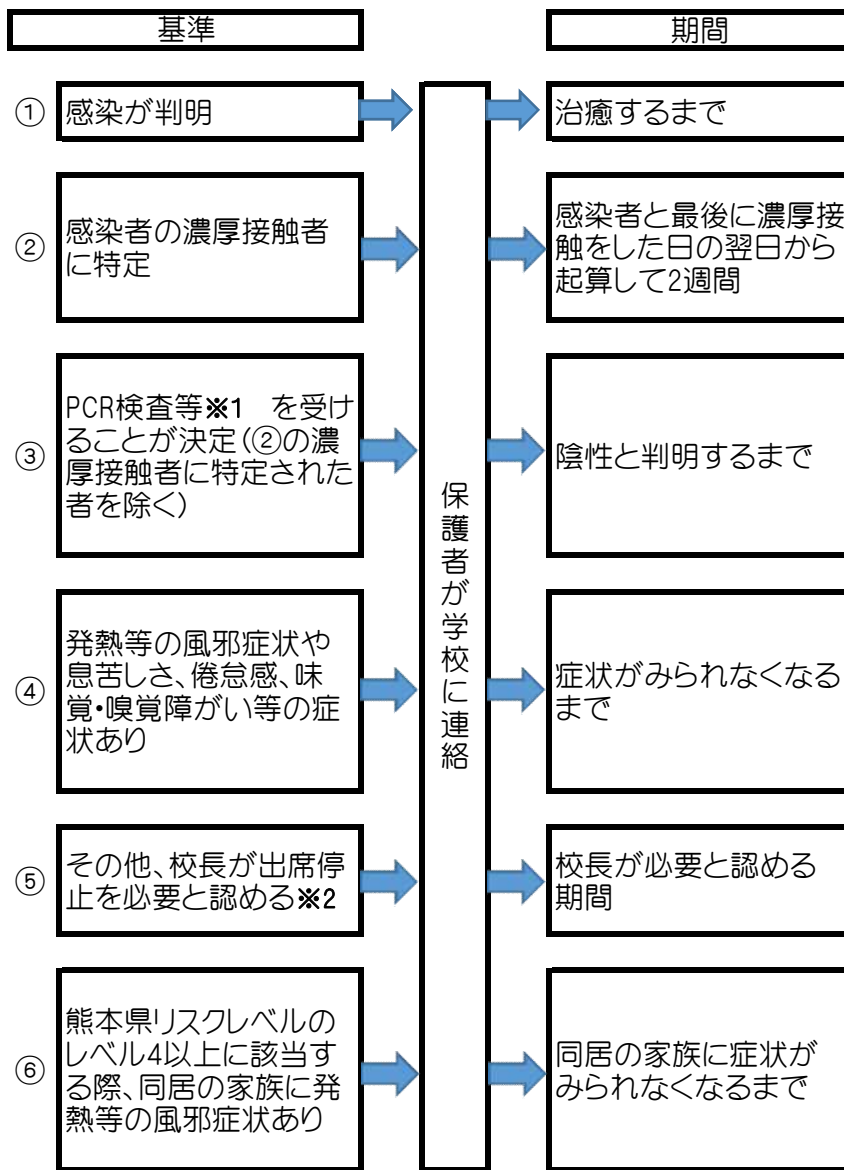 基準
期間
①
感染が判明
治癒するまで
②
感染者の濃厚接触者
に特定
感染者と最後に濃厚接
触をした日の翌日から
起算して2週間
③
PCR検査等※1　を受け
ることが決定(②の濃
厚接触者に特定された
者を除く)
陰性と判明するまで
保護者が学校に連絡
④
発熱等の風邪症状や
息苦しさ、倦怠感、味
覚・嗅覚障がい等の症
状あり
症状がみられなくなる
まで
⑤
その他、校長が出席停
止を必要と認める※2
校長が必要と認める
期間
⑥
熊本県リスクレベルの
レベル4以上に該当す
る際、同居の家族に発
熱等の風邪症状あり
同居の家族に症状が
みられなくなるまで